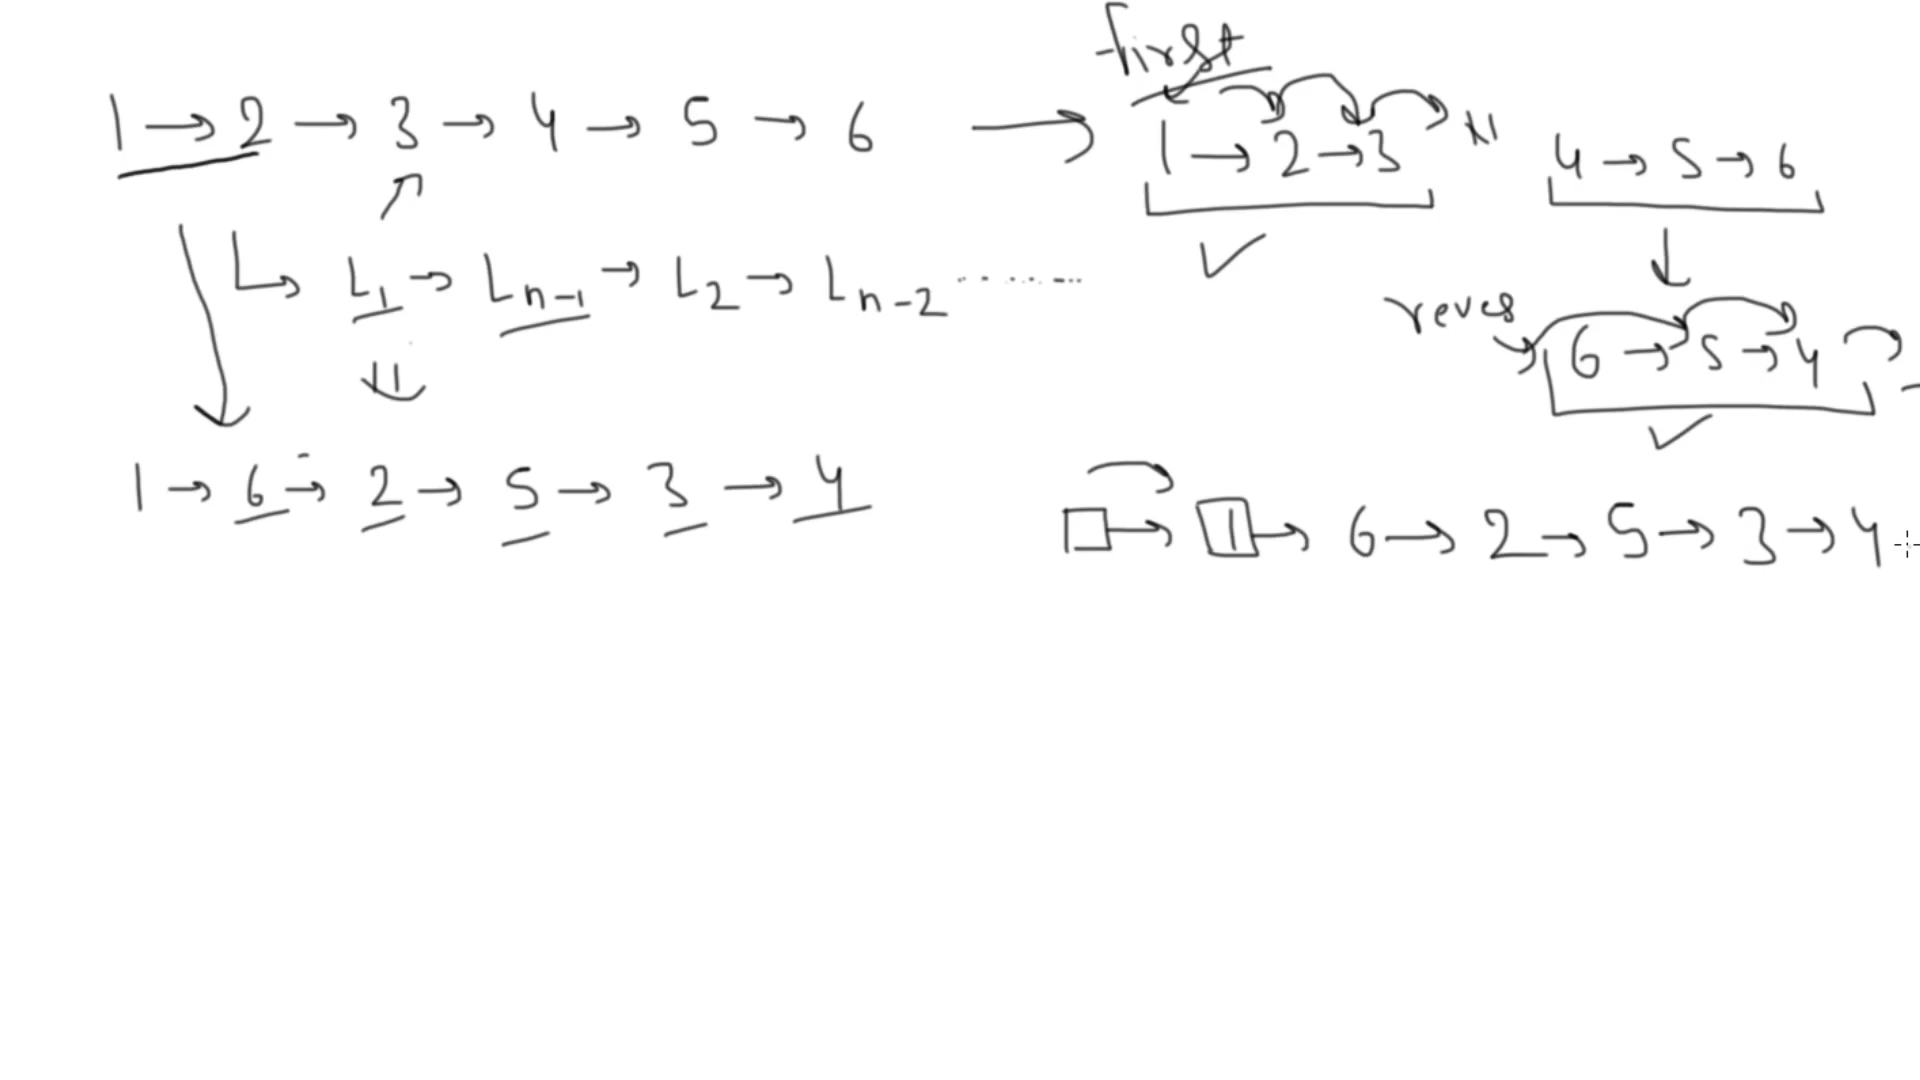 first
1 → 2 → 3 → 4 → 5 → 6 →
1 → 2 → 3
4 → 5 → 6
L → L1 → Ln-1 → L2 → Ln-2 ........
reves
6 → 5 → 4
1 → 6 → 2 → 5 → 3 → 4
□ → 1 → 6 → 2 → 5 → 3 → 4